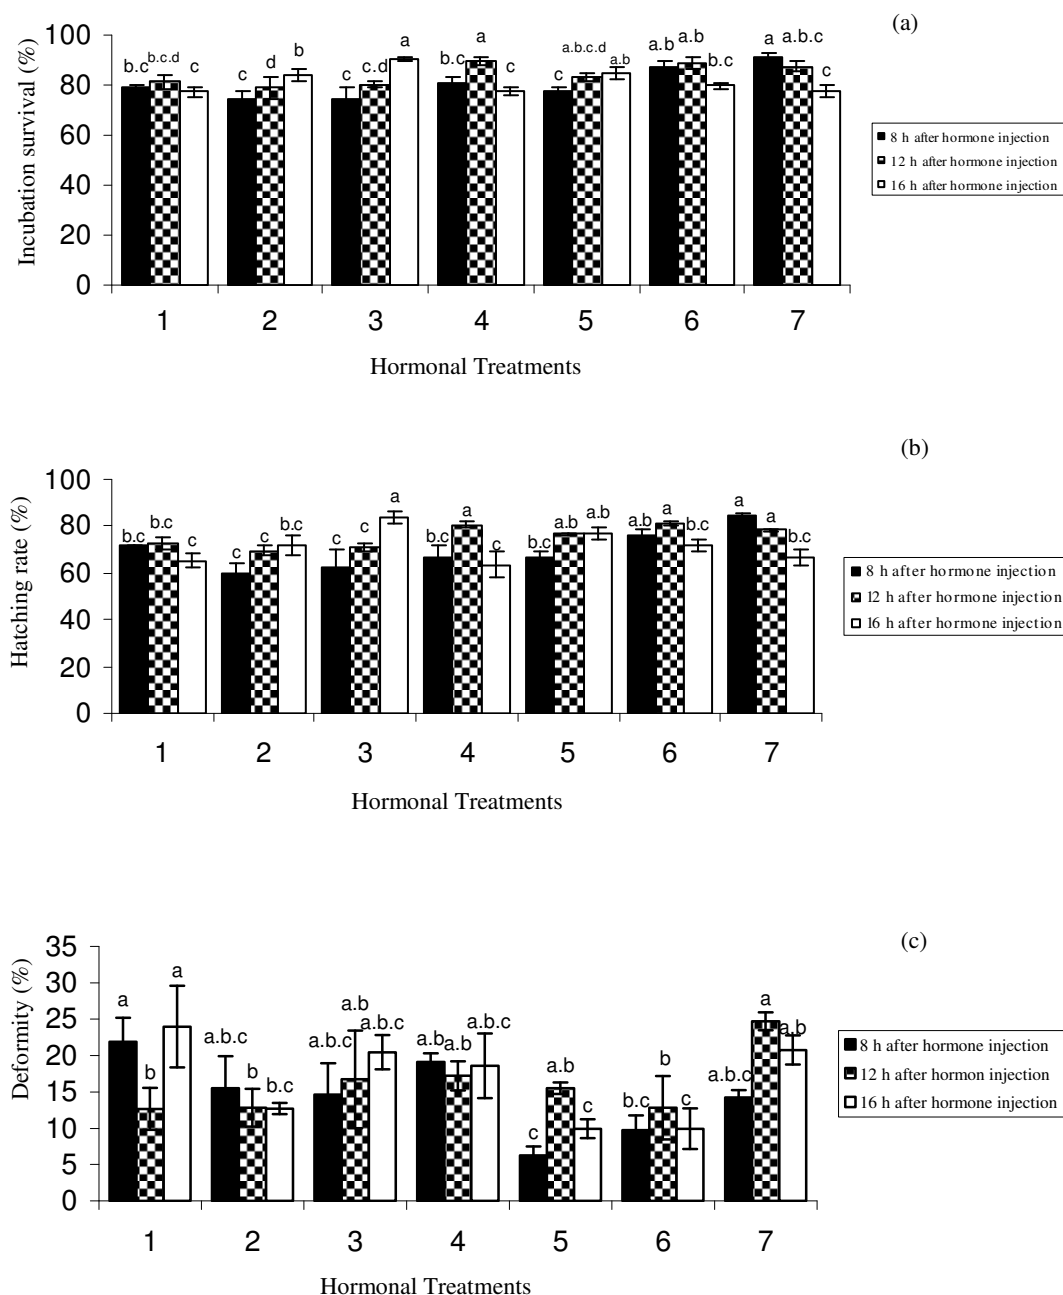 (a)
Incubation survival (%)
100
80
60
40
20
0
b.c b.c.d c
c d b
c c.d a
b.c a c
c a.b.c.d a.b
a.b a.b b.c
a a.b.c c
1 2 3 4 5 6 7
Hormonal Treatments
8 h after hormone injection
12 h after hormone injection
16 h after hormone injection
(b)
Hatching rate (%)
100
80
60
40
20
0
b.c b.c c
c c b.c
c c a
b.c a c
c a.b a.b
a.b a b.c
a a b.c
1 2 3 4 5 6 7
Hormonal Treatments
8 h after hormone injection
12 h after hormone injection
16 h after hormone injection
(c)
Deformity (%)
35
30
25
20
15
10
5
0
a b a
a.b.c b b.c
a.b.c a.b a.b.c
a.b a.b a.b.c
c a.b c
b.c b c
a.b.c a a.b
1 2 3 4 5 6 7
Hormonal Treatments
8 h after hormone injection
12 h after hormon injection
16 h after hormone injection